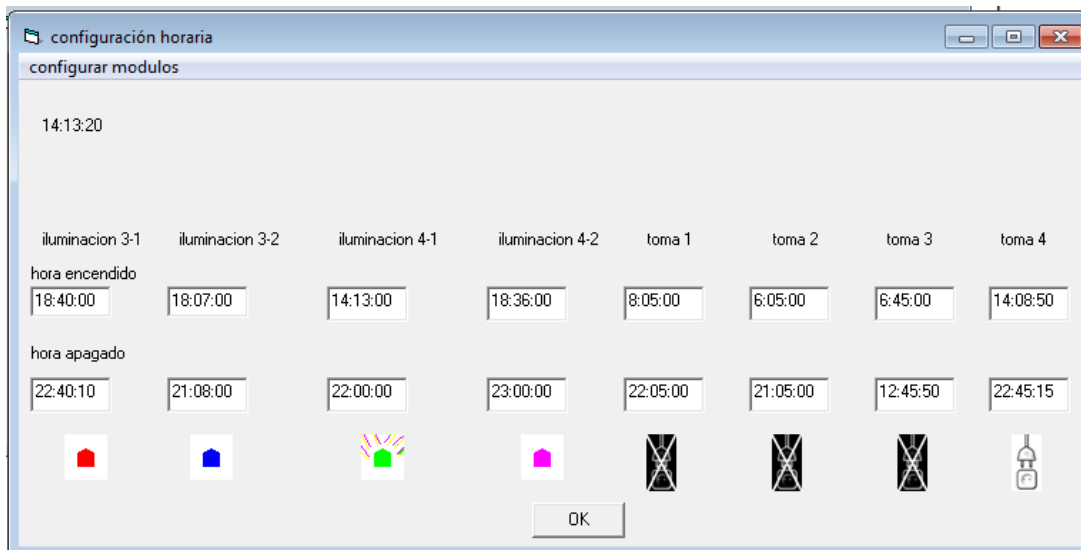 configuración horaria
configurar modulos
14:13:20
iluminacion 3-1 iluminacion 3-2 iluminacion 4-1 iluminacion 4-2 toma 1 toma 2 toma 3 toma 4
hora encendido
18:40:00 18:07:00 14:13:00 18:36:00 8:05:00 6:05:00 6:45:00 14:08:50
hora apagado
22:40:10 21:08:00 22:00:00 23:00:00 22:05:00 21:05:00 12:45:50 22:45:15
OK